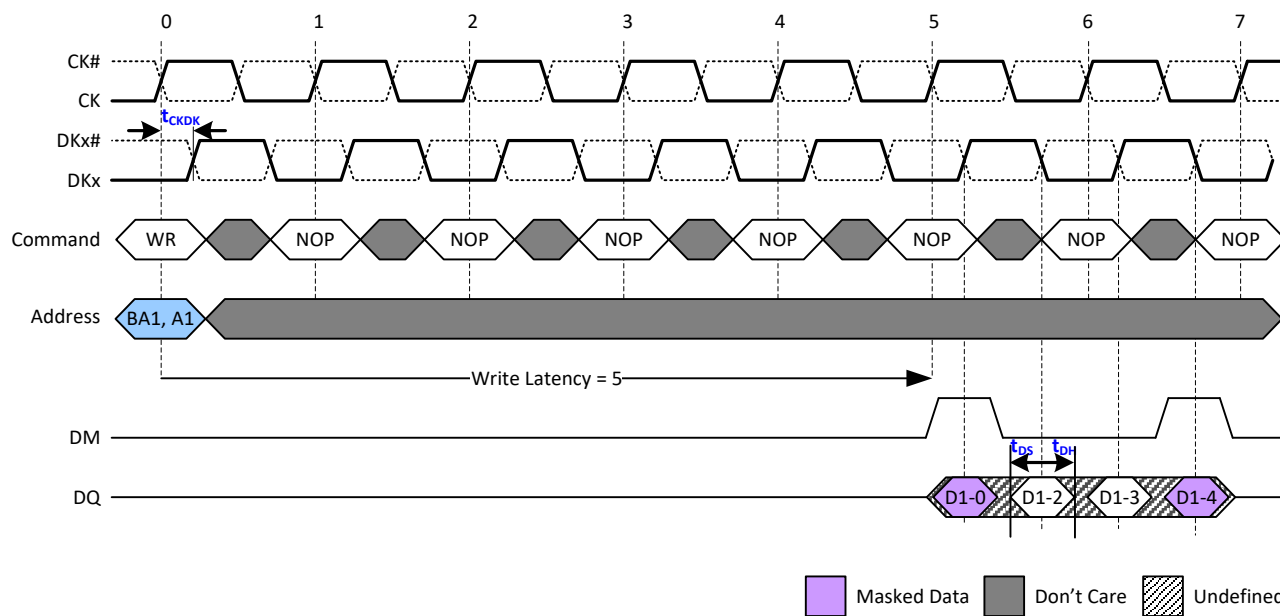 0 1 2 3 4 5 6 7
CK#
CK
tCKDK
DKx#
DKx
Command WR NOP NOP NOP NOP NOP NOP NOP
Address BA1, A1
Write Latency = 5
DM
tDS tDH
DQ D1-0 D1-2 D1-3 D1-4
Masked Data Don't Care Undefined